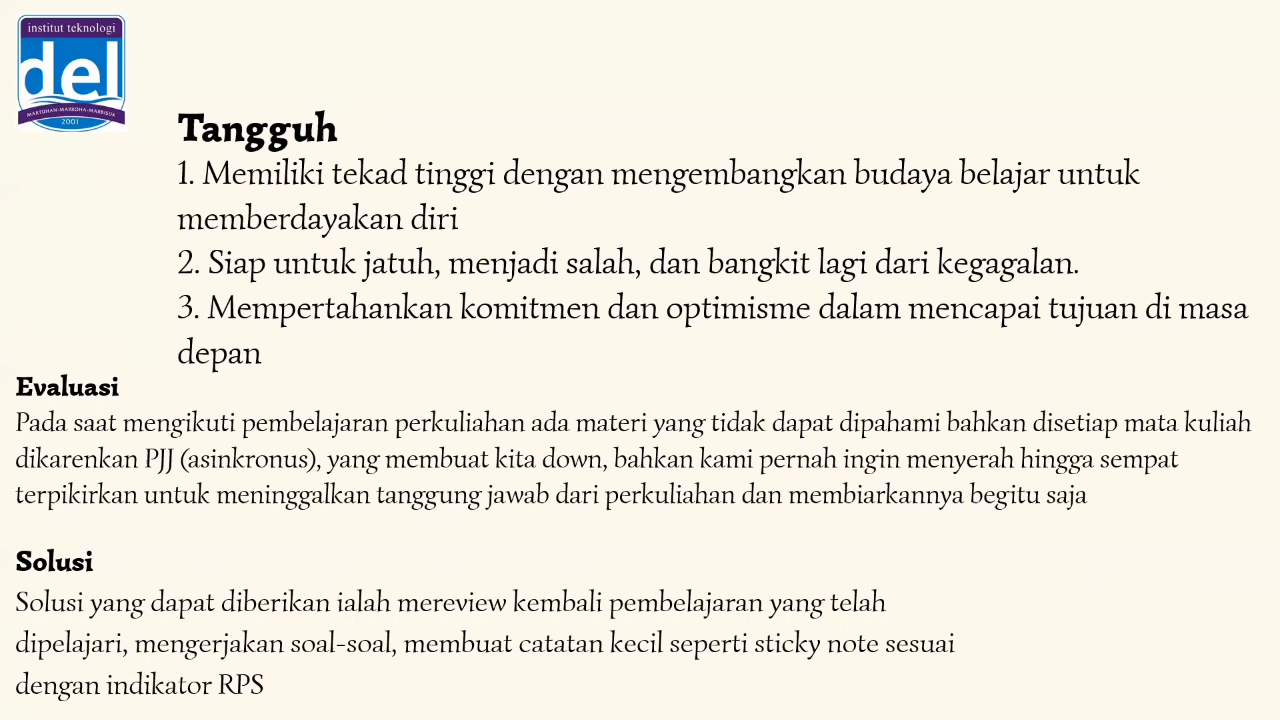 institut teknologi
del
MARTUHAN-MARROHA-MARBISUK
2001
Tangguh
1. Memiliki tekad tinggi dengan mengembangkan budaya belajar untuk
memberdayakan diri
2. Siap untuk jatuh, menjadi salah, dan bangkit lagi dari kegagalan.
3. Mempertahankan komitmen dan optimisme dalam mencapai tujuan di masa
depan
Evaluasi
Pada saat mengikuti pembelajaran perkuliahan ada materi yang tidak dapat dipahami bahkan disetiap mata kuliah
dikarenkan PJJ (asinkronus), yang membuat kita down, bahkan kami pernah ingin menyerah hingga sempat
terpikirkan untuk meninggalkan tanggung jawab dari perkuliahan dan membiarkannya begitu saja
Solusi
Solusi yang dapat diberikan ialah mereview kembali pembelajaran yang telah
dipelajari, mengerjakan soal-soal, membuat catatan kecil seperti sticky note sesuai
dengan indikator RPS